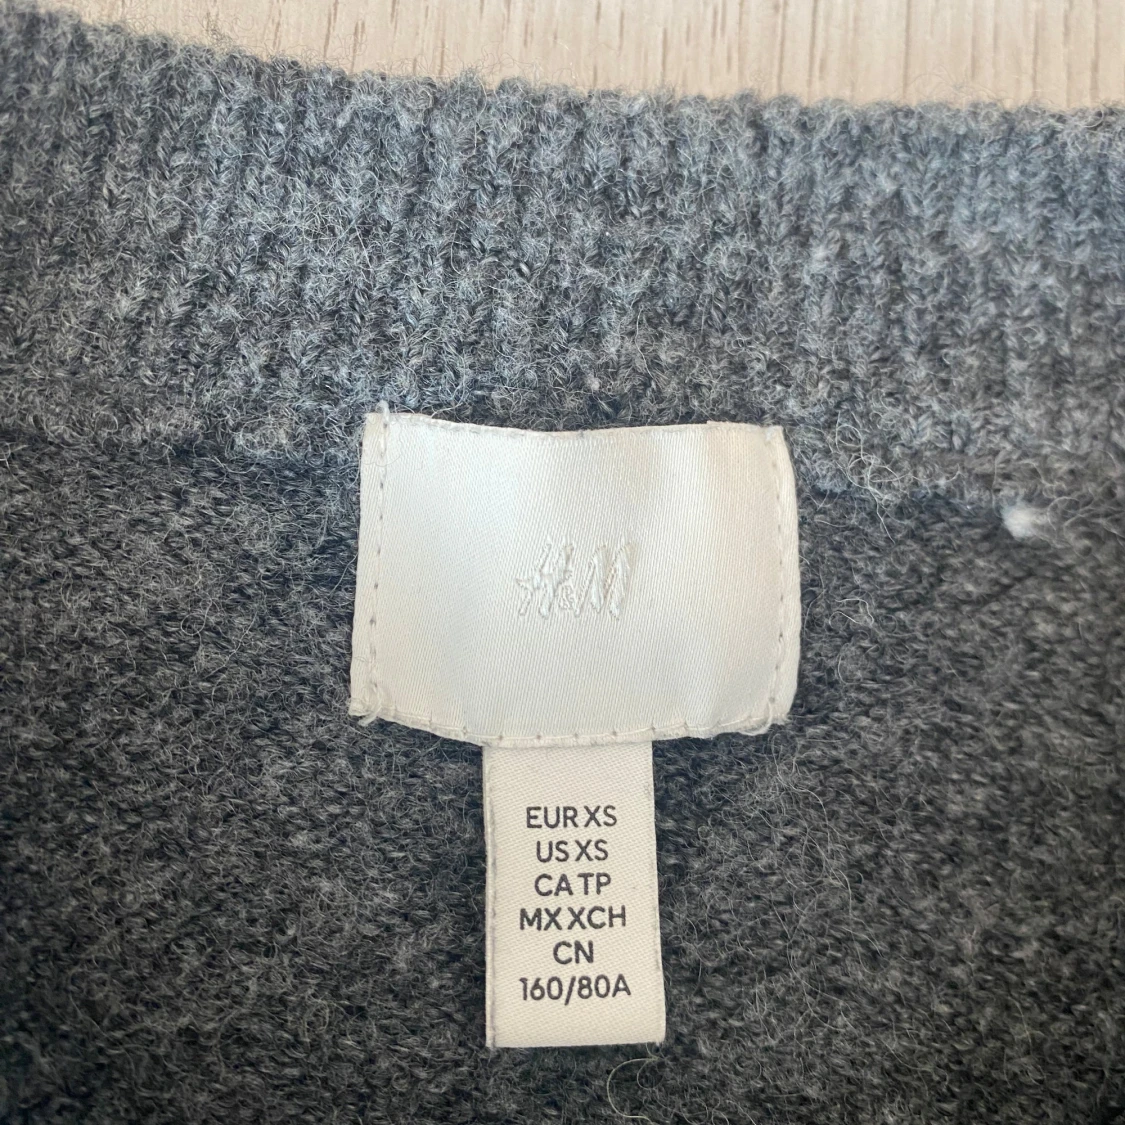 H&M
EUR XS
US XS
CA TP
MX XCH
CN
160/80A